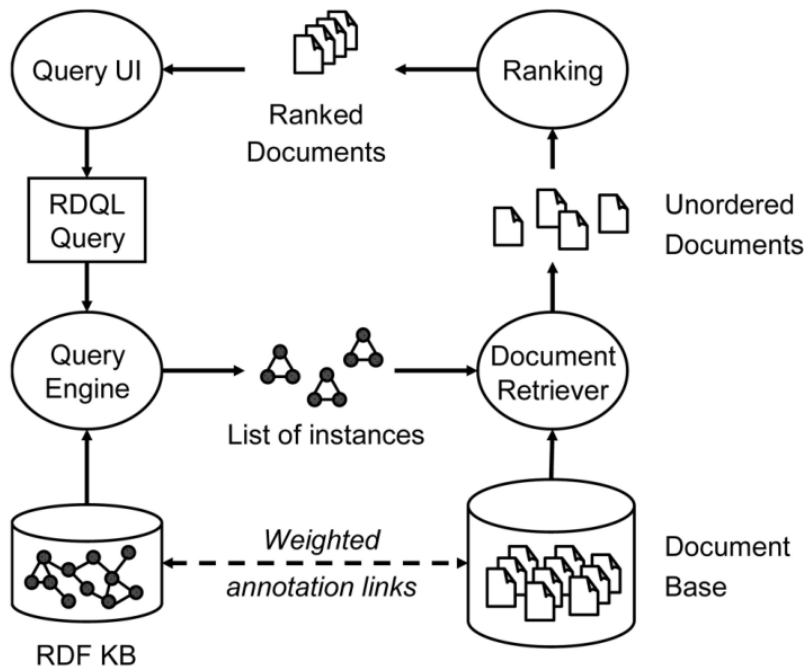 Query UI
Ranked
Documents
Ranking
RDQL
Query
Unordered
Documents
Query
Engine
List of instances
Document
Retriever
Weighted
annotation links
RDF KB
Document
Base